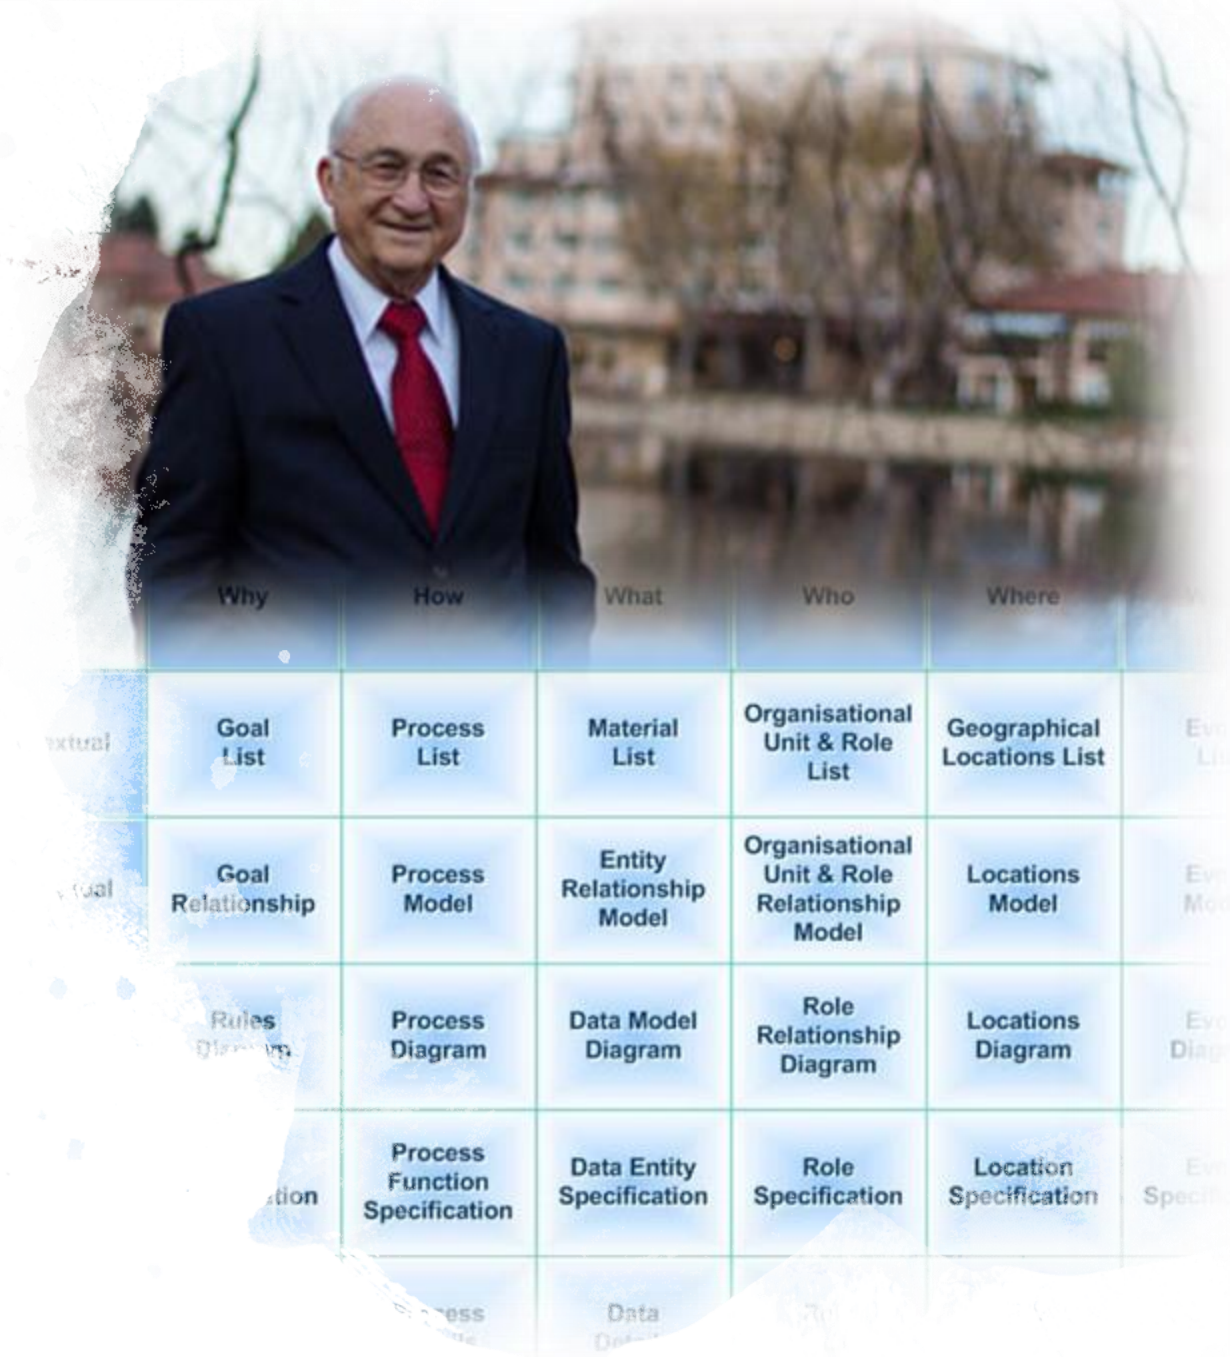 Why
How
What
Who
Where
Goal
List
Process
List
Material
List
Organisational
Unit & Role
List
Geographical
Locations List
Goal
Relationship
Process
Model
Entity
Relationship
Model
Organisational
Unit & Role
Relationship
Model
Locations
Model
Rules
Process
Diagram
Data Model
Diagram
Role
Relationship
Diagram
Locations
Diagram
Process
Function
Specification
Data Entity
Specification
Role
Specification
Location
Specification
Data